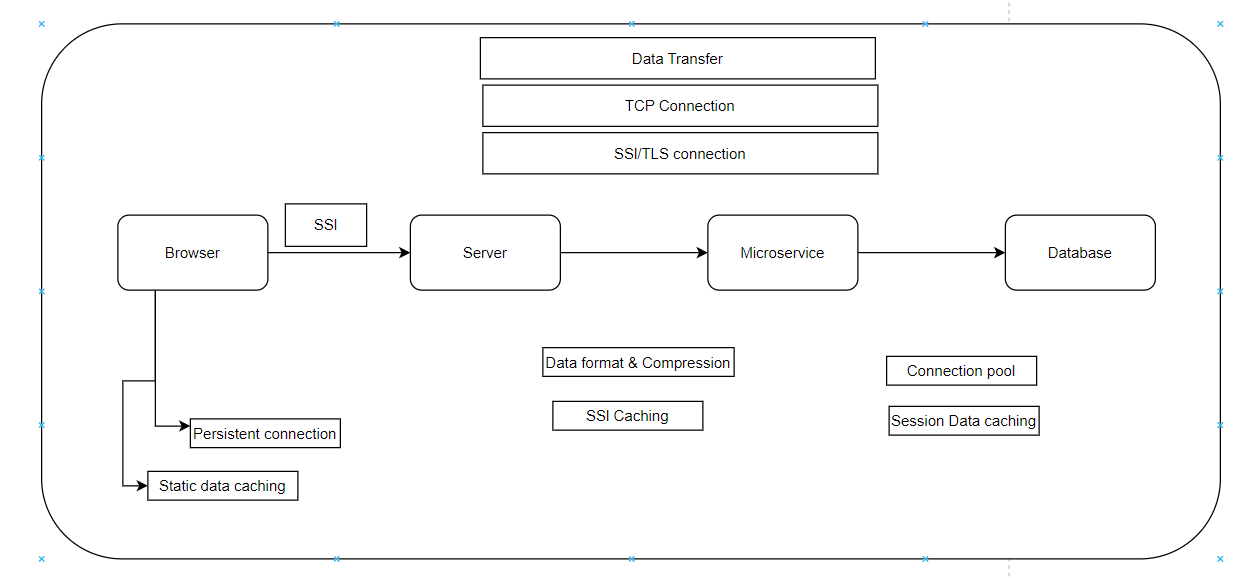 Data Transfer
TCP Connection
SSI/TLS connection
SSI
Browser
Server
Microservice
Database
Data format & Compression
Connection pool
SSI Caching
Session Data caching
Persistent connection
Static data caching